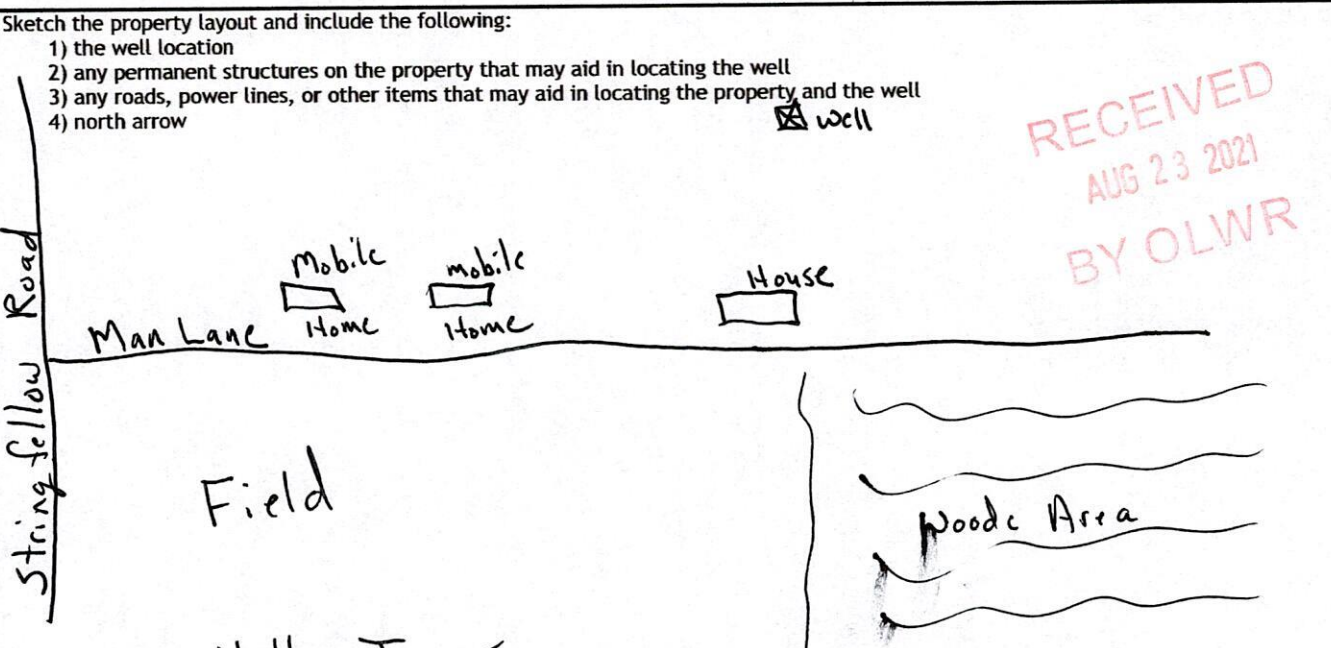 Sketch the property layout and include the following:
1) the well location
2) any permanent structures on the property that may aid in locating the well
3) any roads, power lines, or other items that may aid in locating the property and the well
4) north arrow
well
RECEIVED
AUG 23 2021
BY OLWR
Mobile
Home
mobile
Home
House
Man Lane
Stringfellow Road
Field
Woode Area